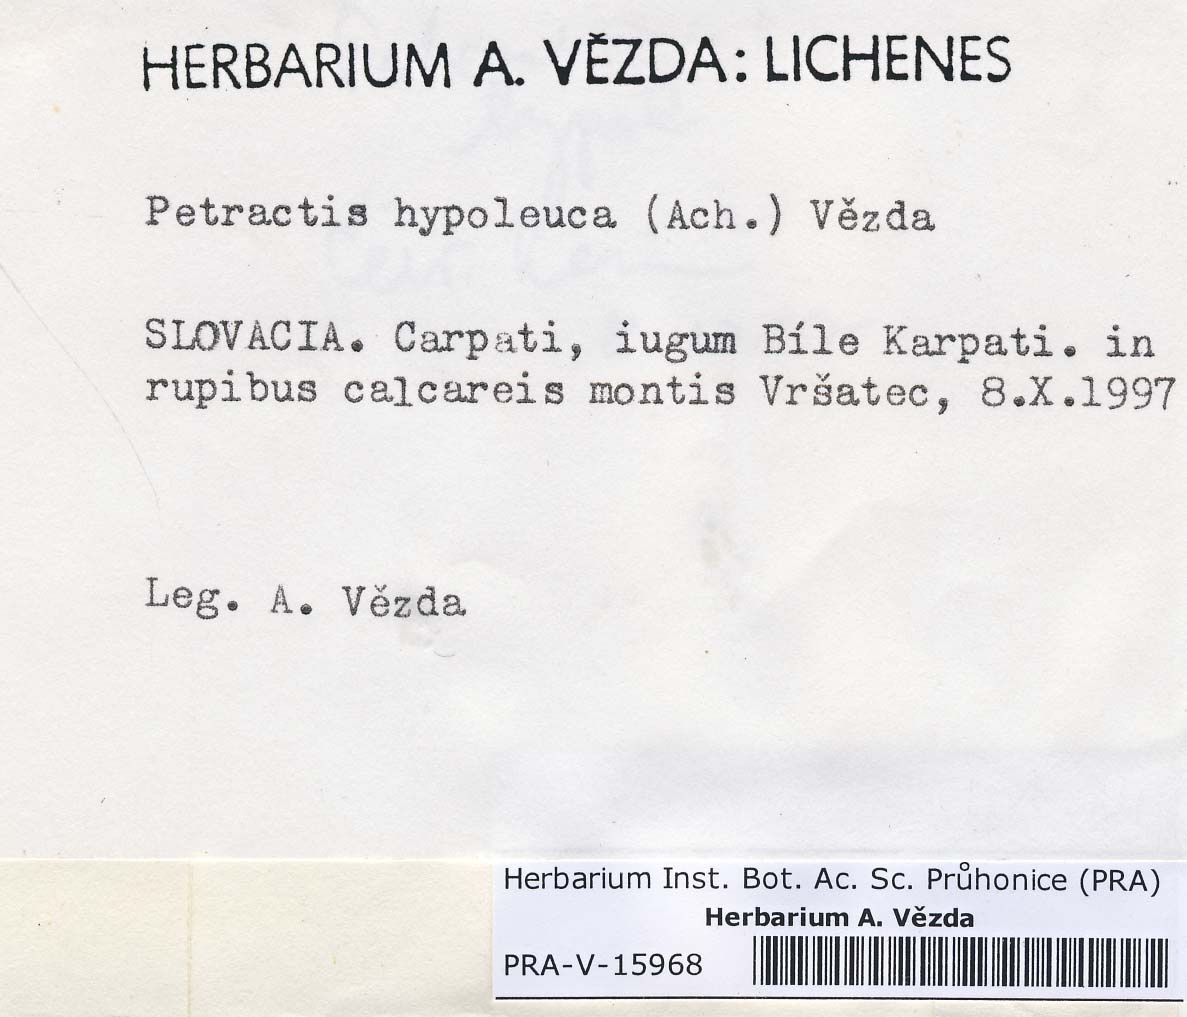 HERBARIUM A. VĚZDA: LICHENES
Petractis hypoleuca (Ach.) Vězda
SLOVACIA. Carpati, iugum Bíle Karpati. in
rupibus calcareis montis Vršatec, 8.X.1997
Leg. A. Vězda
Herbarium Inst. Bot. Ac. Sc. Průhonice (PRA)
Herbarium A. Vězda
PRA-V-15968